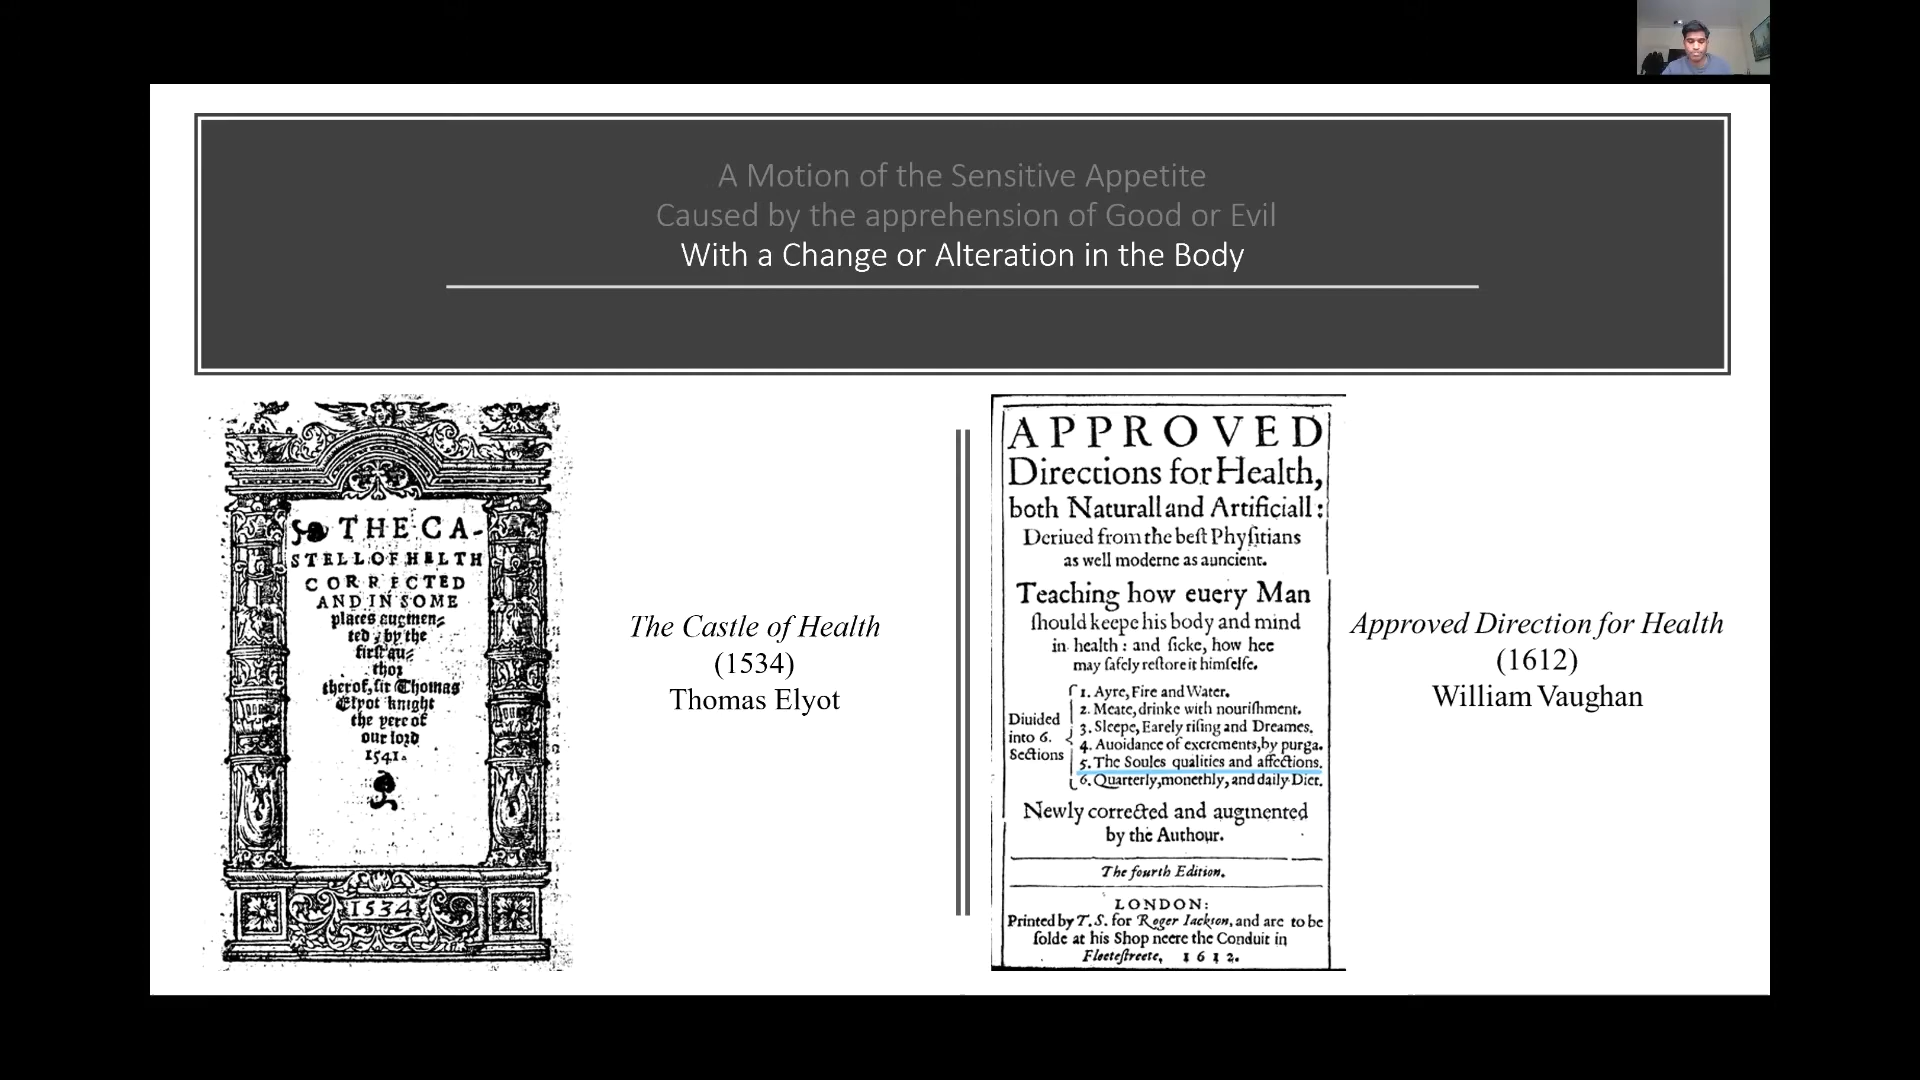 A Motion of the Sensitive Appetite
Caused by the apprehension of Good or Evil
With a Change or Alteration in the Body
THE CA-
STELL OF HELTH
CORRECTED
AND IN SOME
places augmen-
ted, by the
first au-
thor
therof, sir Thomas
Elyot knight
the yere of
our lord
1541.
1534
The Castle of Health
(1534)
Thomas Elyot
APPROVED
Directions for Health,
both Naturall and Artificiall:
Deriued from the best Phyſitians
as well moderne as auncient.
Teaching how euery Man
ſhould keepe his body and mind
in health: and ſicke, how hee
may ſafely reſtore it himſelfe.
Diuided
into 6.
Sections
1. Ayre, Fire and Water.
2. Meate, drinke with nouriſhment.
3. Sleepe, Earely riſing and Dreames.
4. Auoidance of excrements, by purga.
5. The Soules qualities and affections.
6. Quarterly, monethly, and daily Diet.
Newly corrected and augmented
by the Authour.
The fourth Edition.
LONDON:
Printed by T. S. for Roger Iackson, and are to be
ſolde at his Shop neere the Conduit in
Fleeteſtreete, 1612.
Approved Direction for Health
(1612)
William Vaughan